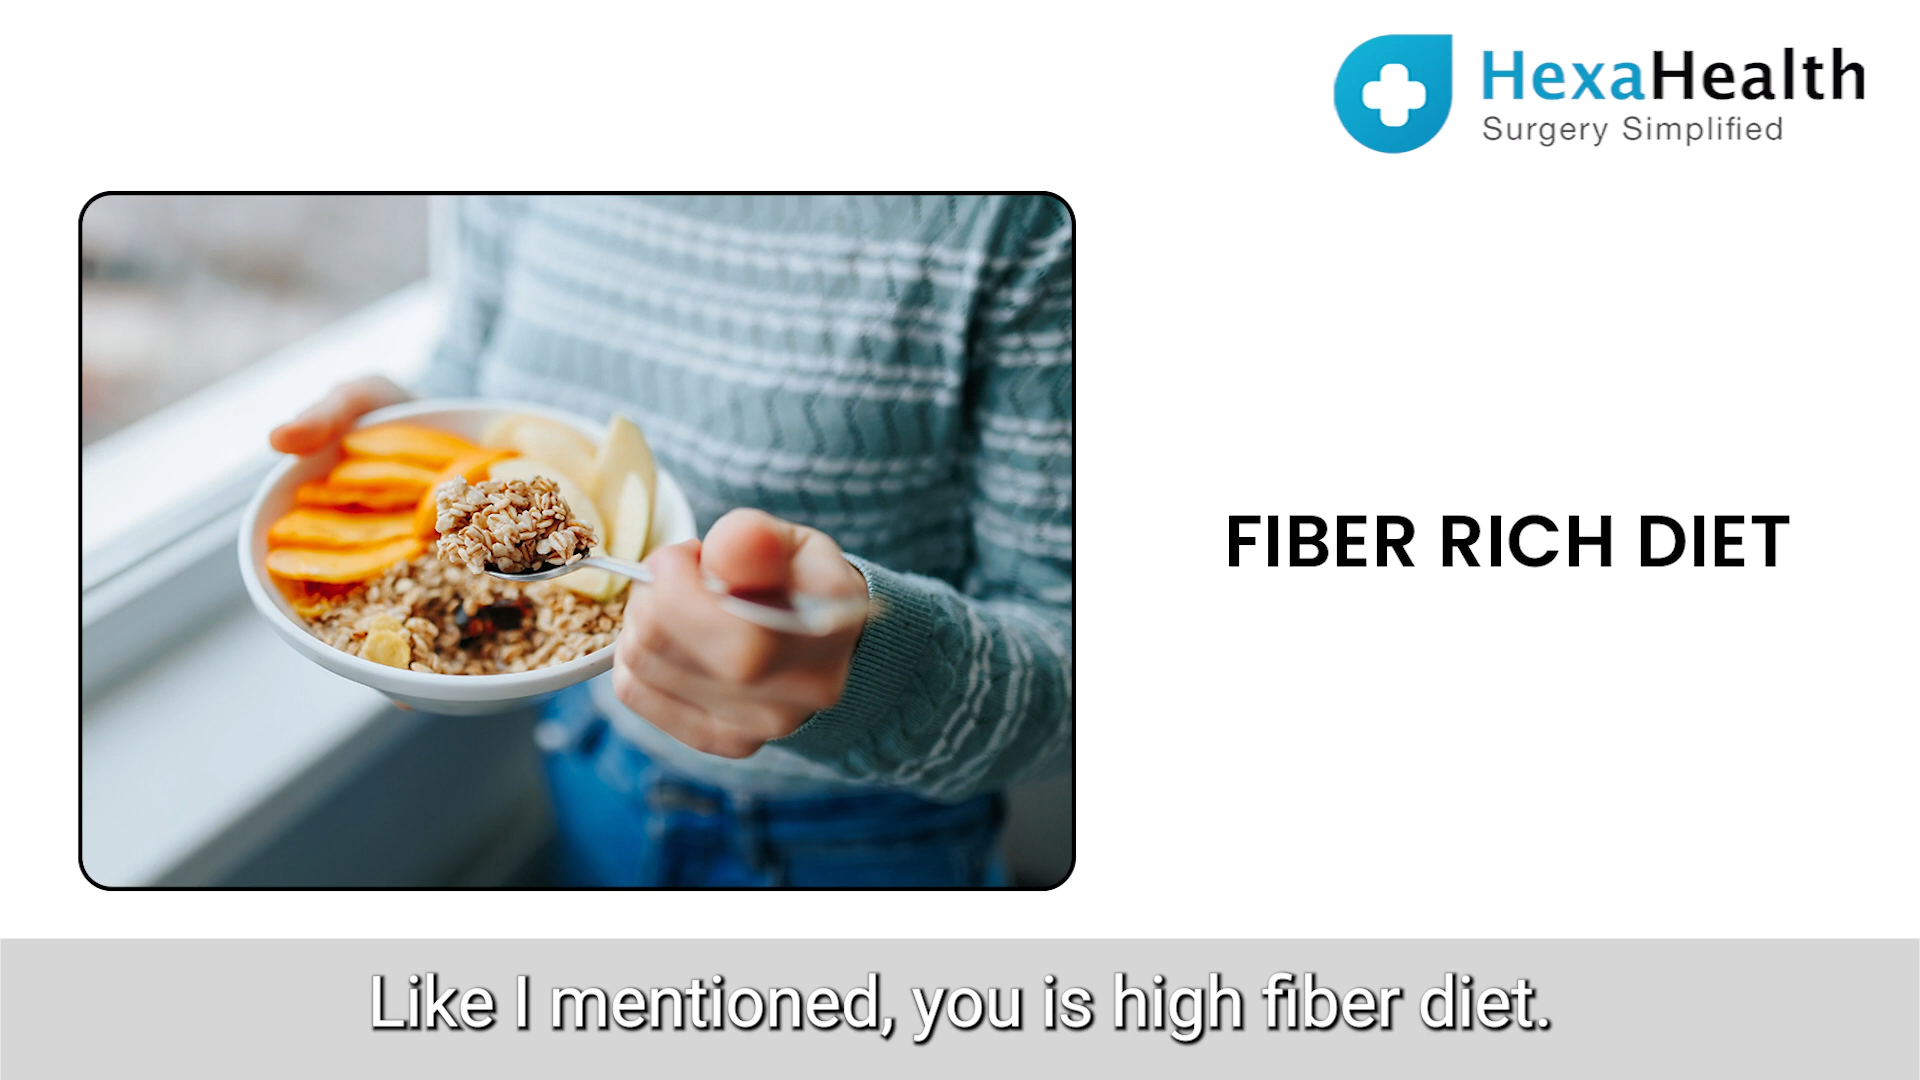 HexaHealth
Surgery Simplified
FIBER RICH DIET
Like I mentioned, you is high fiber diet.